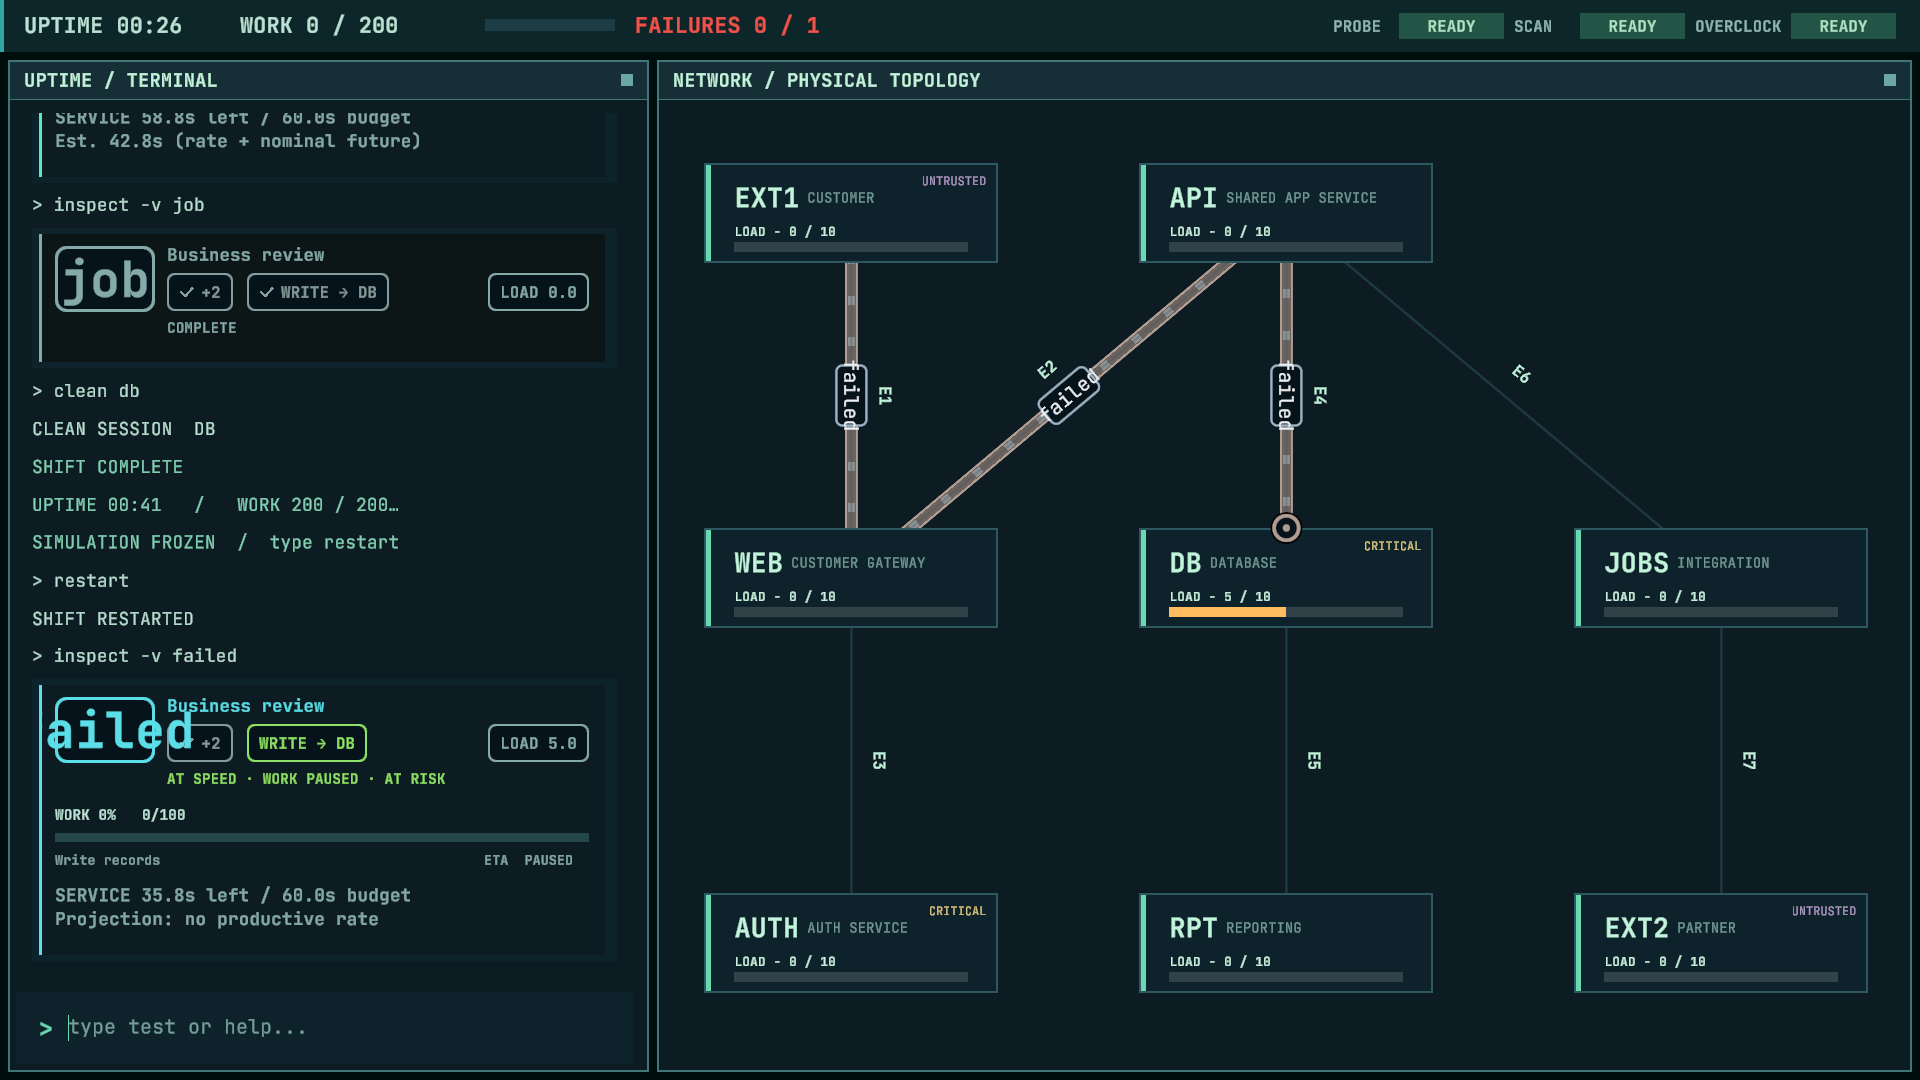 UPTIME 00:26
WORK 0 / 200
FAILURES 0 / 1
PROBE
READY
SCAN
READY
OVERCLOCK
READY
UPTIME / TERMINAL
SERVICE 58.8s left / 60.0s budget
Est. 42.8s (rate + nominal future)
> inspect -v job
job
Business review
✓ +2
✓ WRITE → DB
LOAD 0.0
COMPLETE
> clean db
CLEAN SESSION DB
SHIFT COMPLETE
UPTIME 00:41 / WORK 200 / 200…
SIMULATION FROZEN / type restart
> restart
SHIFT RESTARTED
> inspect -v failed
ailed
Business review
+2
WRITE → DB
LOAD 5.0
AT SPEED · WORK PAUSED · AT RISK
WORK 0% 0/100
Write records
ETA PAUSED
SERVICE 35.8s left / 60.0s budget
Projection: no productive rate
> type test or help...
NETWORK / PHYSICAL TOPOLOGY
EXT1 CUSTOMER
UNTRUSTED
LOAD - 0 / 10
API SHARED APP SERVICE
LOAD - 0 / 10
failed
E1
E2
failed
failed
E4
E6
WEB CUSTOMER GATEWAY
LOAD - 0 / 10
DB DATABASE
CRITICAL
LOAD - 5 / 10
JOBS INTEGRATION
LOAD - 0 / 10
E3
E5
E7
AUTH AUTH SERVICE
CRITICAL
LOAD - 0 / 10
RPT REPORTING
LOAD - 0 / 10
EXT2 PARTNER
UNTRUSTED
LOAD - 0 / 10